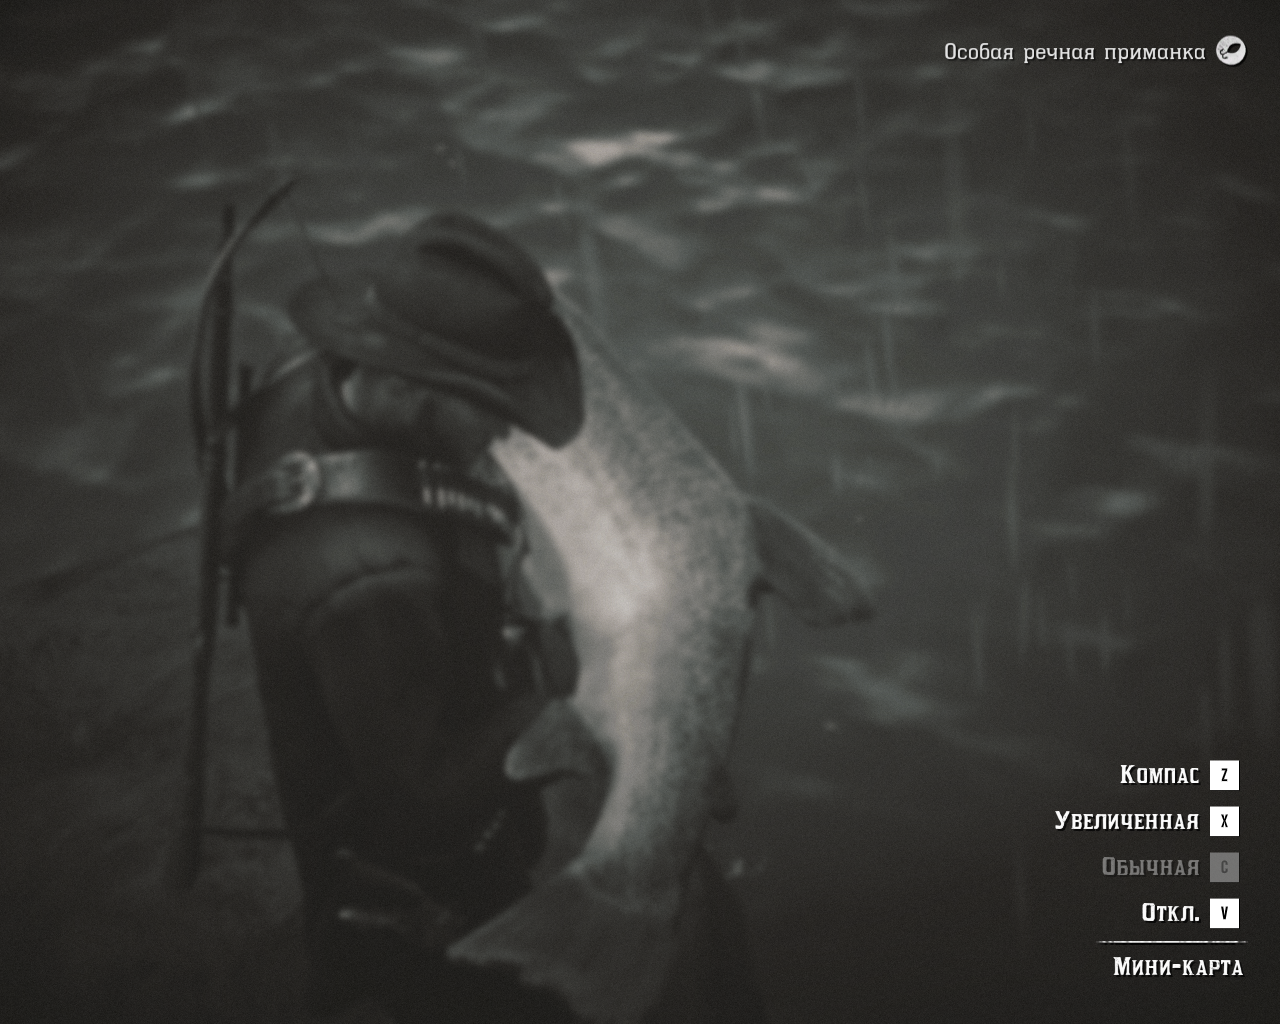 Особая речная приманка
Компас Z
Увеличенная X
Обычная C
Откл. V
Мини-карта